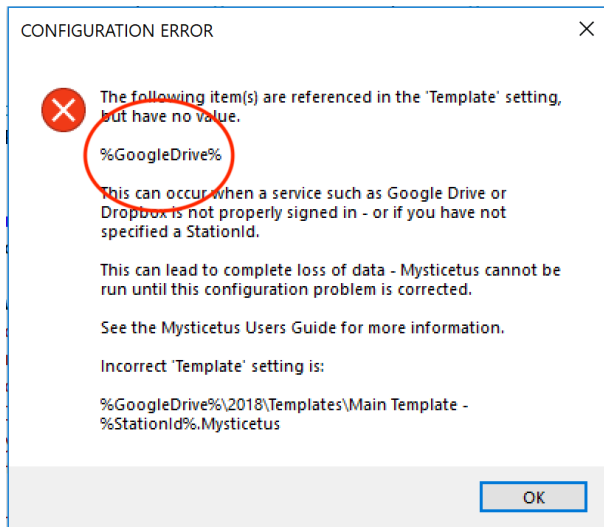 CONFIGURATION ERROR
The following item(s) are referenced in the 'Template' setting,
but have no value.
%GoogleDrive%
This can occur when a service such as Google Drive or
Dropbox is not properly signed in - or if you have not
specified a StationId.
This can lead to complete loss of data - Mysticetus cannot be
run until this configuration problem is corrected.
See the Mysticetus Users Guide for more information.
Incorrect 'Template' setting is:
%GoogleDrive%\2018\Templates\Main Template -
%StationId%.Mysticetus
OK